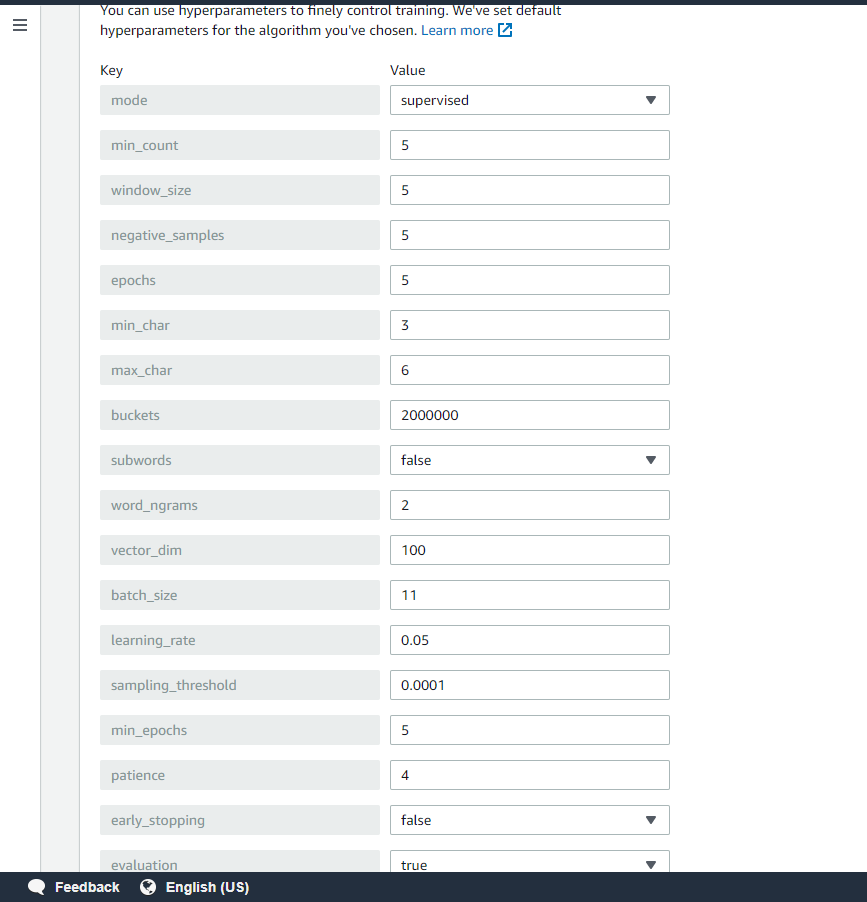 You can use hyperparameters to finely control training. We've set default
hyperparameters for the algorithm you've chosen. Learn more
Key Value
mode supervised
min_count 5
window_size 5
negative_samples 5
epochs 5
min_char 3
max_char 6
buckets 2000000
subwords false
word_ngrams 2
vector_dim 100
batch_size 11
learning_rate 0.05
sampling_threshold 0.0001
min_epochs 5
patience 4
early_stopping false
evaluation true
Feedback English (US)